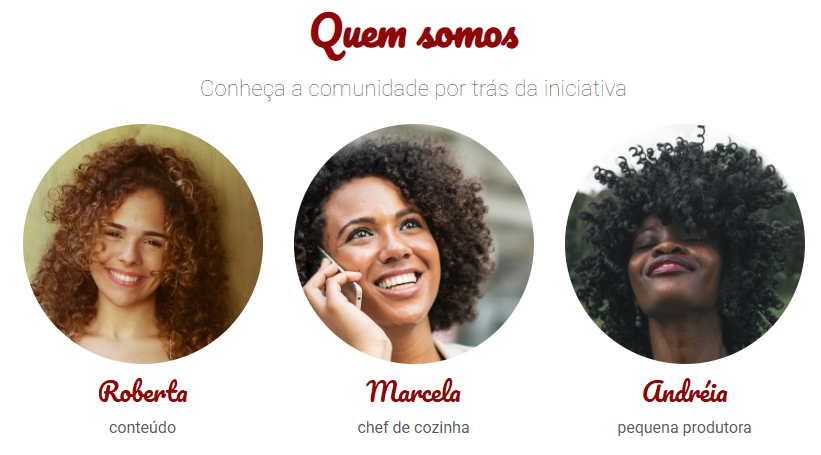 Quem somos
Conheça a comunidade por trás da iniciativa
Roberta
Marcela
Andréia
conteúdo
chef de cozinha
pequena produtora